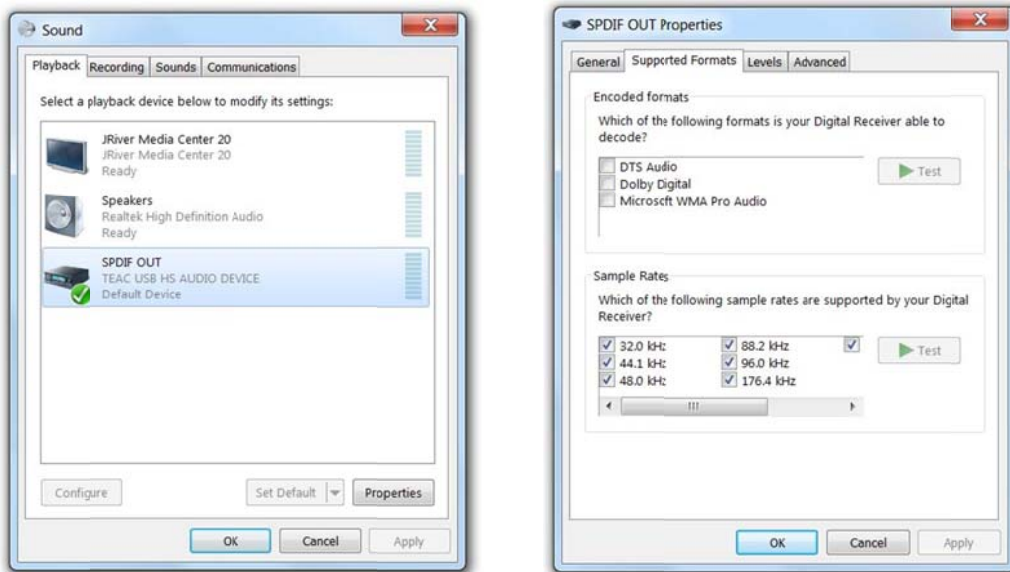 Sound
Playback Recording Sounds Communications
Select a playback device below to modify its settings:
JRiver Media Center 20
JRiver Media Center 20
Ready
Speakers
Realtek High Definition Audio
Ready
SPDIF OUT
TEAC USB HS AUDIO DEVICE
Default Device
Configure
Set Default
Properties
OK
Cancel
Apply
SPDIF OUT Properties
General Supported Formats Levels Advanced
Encoded formats
Which of the following formats is your Digital Receiver able to
decode?
DTS Audio
Dolby Digital
Microsoft WMA Pro Audio
Test
Sample Rates
Which of the following sample rates are supported by your Digital
Receiver?
32.0 kHz
44.1 kHz
48.0 kHz
88.2 kHz
96.0 kHz
176.4 kHz
Test
OK
Cancel
Apply